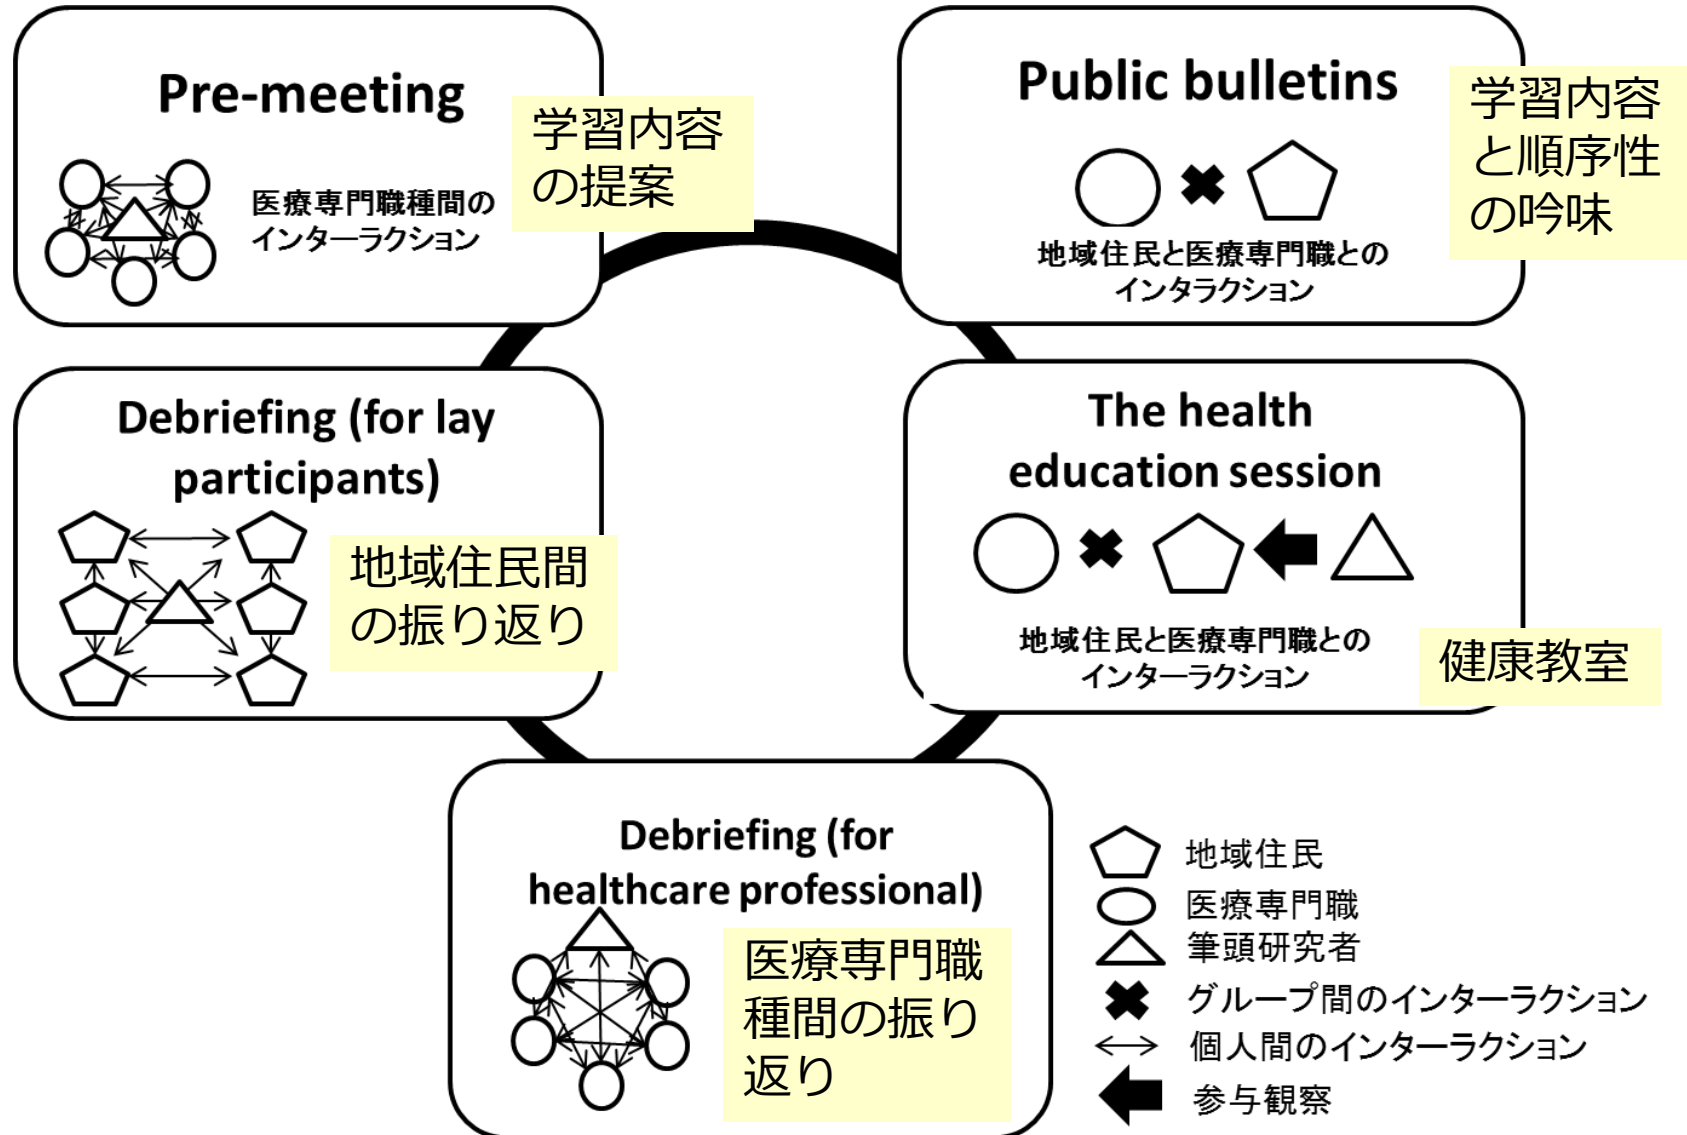 Pre-meeting
医療専門職種間の
インターラクション
学習内容
の提案
Public bulletins
地域住民と医療専門職との
インタラクション
学習内容
と順序性
の吟味
Debriefing (for lay
participants)
地域住民間
の振り返り
The health
education session
地域住民と医療専門職との
インターラクション
健康教室
Debriefing (for
healthcare professional)
医療専門職
種間の振り
返り
地域住民
医療専門職
筆頭研究者
グループ間のインターラクション
個人間のインターラクション
参与観察